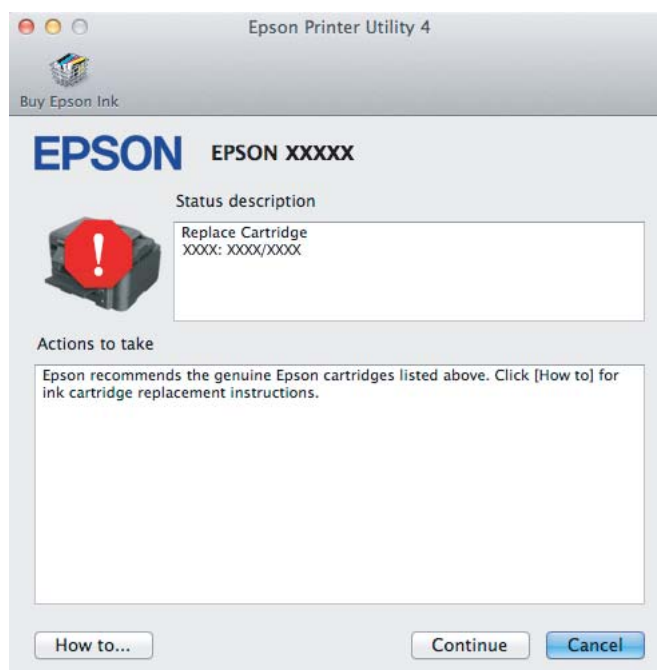 Epson Printer Utility 4
Buy Epson Ink
EPSON EPSON XXXXX
Status description
Replace Cartridge
XXXX: XXXX/XXXX
!
Actions to take
Epson recommends the genuine Epson cartridges listed above. Click [How to] for
ink cartridge replacement instructions.
How to... Continue Cancel